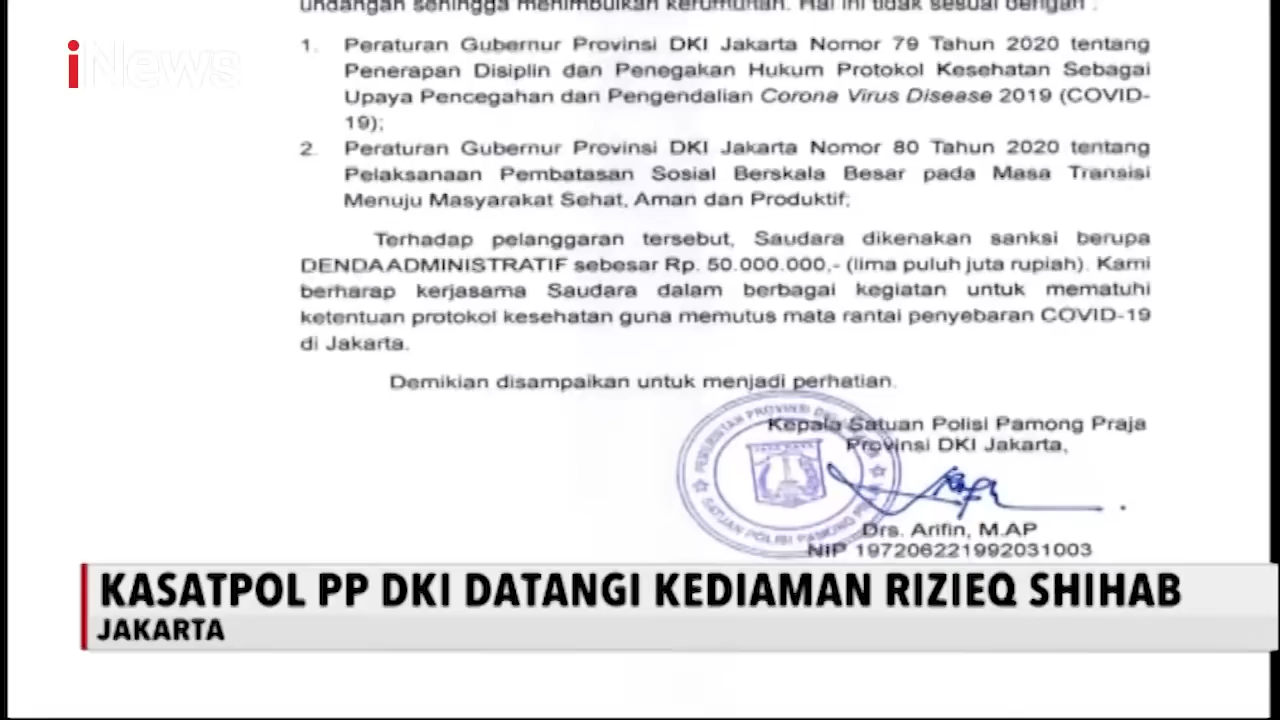 undangan sehingga menimbulkan kerumunan. Hal ini tidak sesuai dengan :
iNews
1. Peraturan Gubernur Provinsi DKI Jakarta Nomor 79 Tahun 2020 tentang
Penerapan Disiplin dan Penegakan Hukum Protokol Kesehatan Sebagai
Upaya Pencegahan dan Pengendalian Corona Virus Disease 2019 (COVID-
19);
2. Peraturan Gubernur Provinsi DKI Jakarta Nomor 80 Tahun 2020 tentang
Pelaksanaan Pembatasan Sosial Berskala Besar pada Masa Transisi
Menuju Masyarakat Sehat, Aman dan Produktif;
Terhadap pelanggaran tersebut, Saudara dikenakan sanksi berupa
DENDA ADMINISTRATIF sebesar Rp. 50.000.000,- (lima puluh juta rupiah). Kami
berharap kerjasama Saudara dalam berbagai kegiatan untuk mematuhi
ketentuan protokol kesehatan guna memutus mata rantai penyebaran COVID-19
di Jakarta.
Demikian disampaikan untuk menjadi perhatian.
Kepala Satuan Polisi Pamong Praja
Provinsi DKI Jakarta,
SATUAN POLISI PAMONG PRAJA
Drs. Arifin, M.AP
NIP 197206221992031003
KASATPOL PP DKI DATANGI KEDIAMAN RIZIEQ SHIHAB
JAKARTA